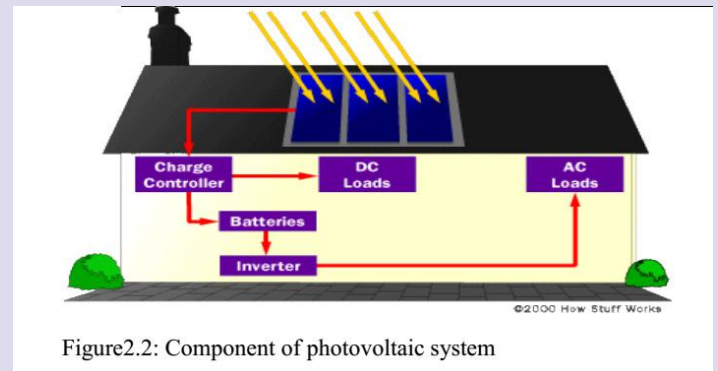 Charge
Controller
DC
Loads
AC
Loads
Batteries
Inverter
©2000 How Stuff Works
Figure2.2: Component of photovoltaic system